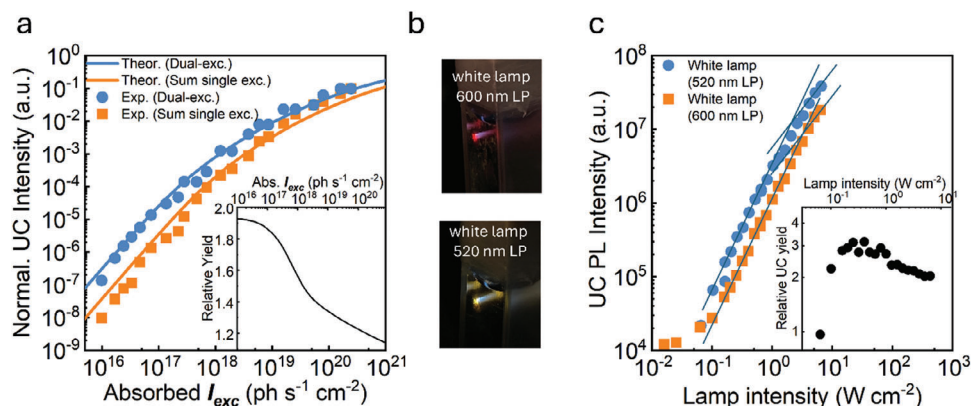 a
10⁰
10⁻¹
10⁻²
10⁻³
10⁻⁴
10⁻⁵
10⁻⁶
10⁻⁷
10⁻⁸
10⁻⁹
Normal. UC Intensity (a.u.)
Theor. (Dual-exc.)
Theor. (Sum single exc.)
Exp. (Dual-exc.)
Exp. (Sum single exc.)
Abs. Iexc (ph s⁻¹ cm⁻²)
10¹⁶ 10¹⁷ 10¹⁸ 10¹⁹ 10²⁰
2.0
1.8
1.6
1.4
1.2
Relative Yield
10¹⁶ 10¹⁷ 10¹⁸ 10¹⁹ 10²⁰ 10²¹
Absorbed Iexc (ph s⁻¹ cm⁻²)
b
white lamp
600 nm LP
white lamp
520 nm LP
c
10⁸
10⁷
10⁶
10⁵
10⁴
UC PL Intensity (a.u.)
White lamp
(520 nm LP)
White lamp
(600 nm LP)
Lamp intensity (W cm⁻²)
10⁻¹ 10⁰ 10¹
4
3
2
1
Relative UC yield
10⁻² 10⁻¹ 10⁰ 10¹ 10² 10³
Lamp intensity (W cm⁻²)